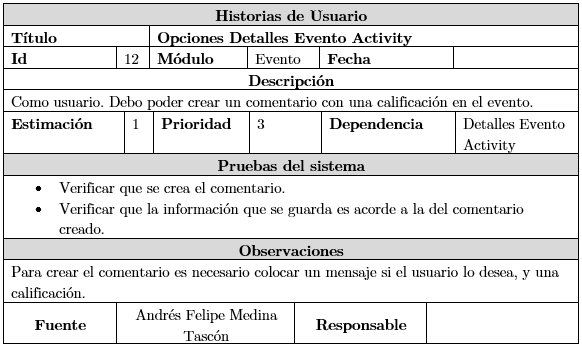 Historias de Usuario
Título Opciones Detalles Evento Activity
Id 12 Módulo Evento Fecha
Descripción
Como usuario. Debo poder crear un comentario con una calificación en el evento.
Estimación 1 Prioridad 3 Dependencia Detalles Evento
Activity
Pruebas del sistema
• Verificar que se crea el comentario.
• Verificar que la información que se guarda es acorde a la del comentario
creado.
Observaciones
Para crear el comentario es necesario colocar un mensaje si el usuario lo desea, y una
calificación.
Fuente Andrés Felipe Medina
Tascón Responsable